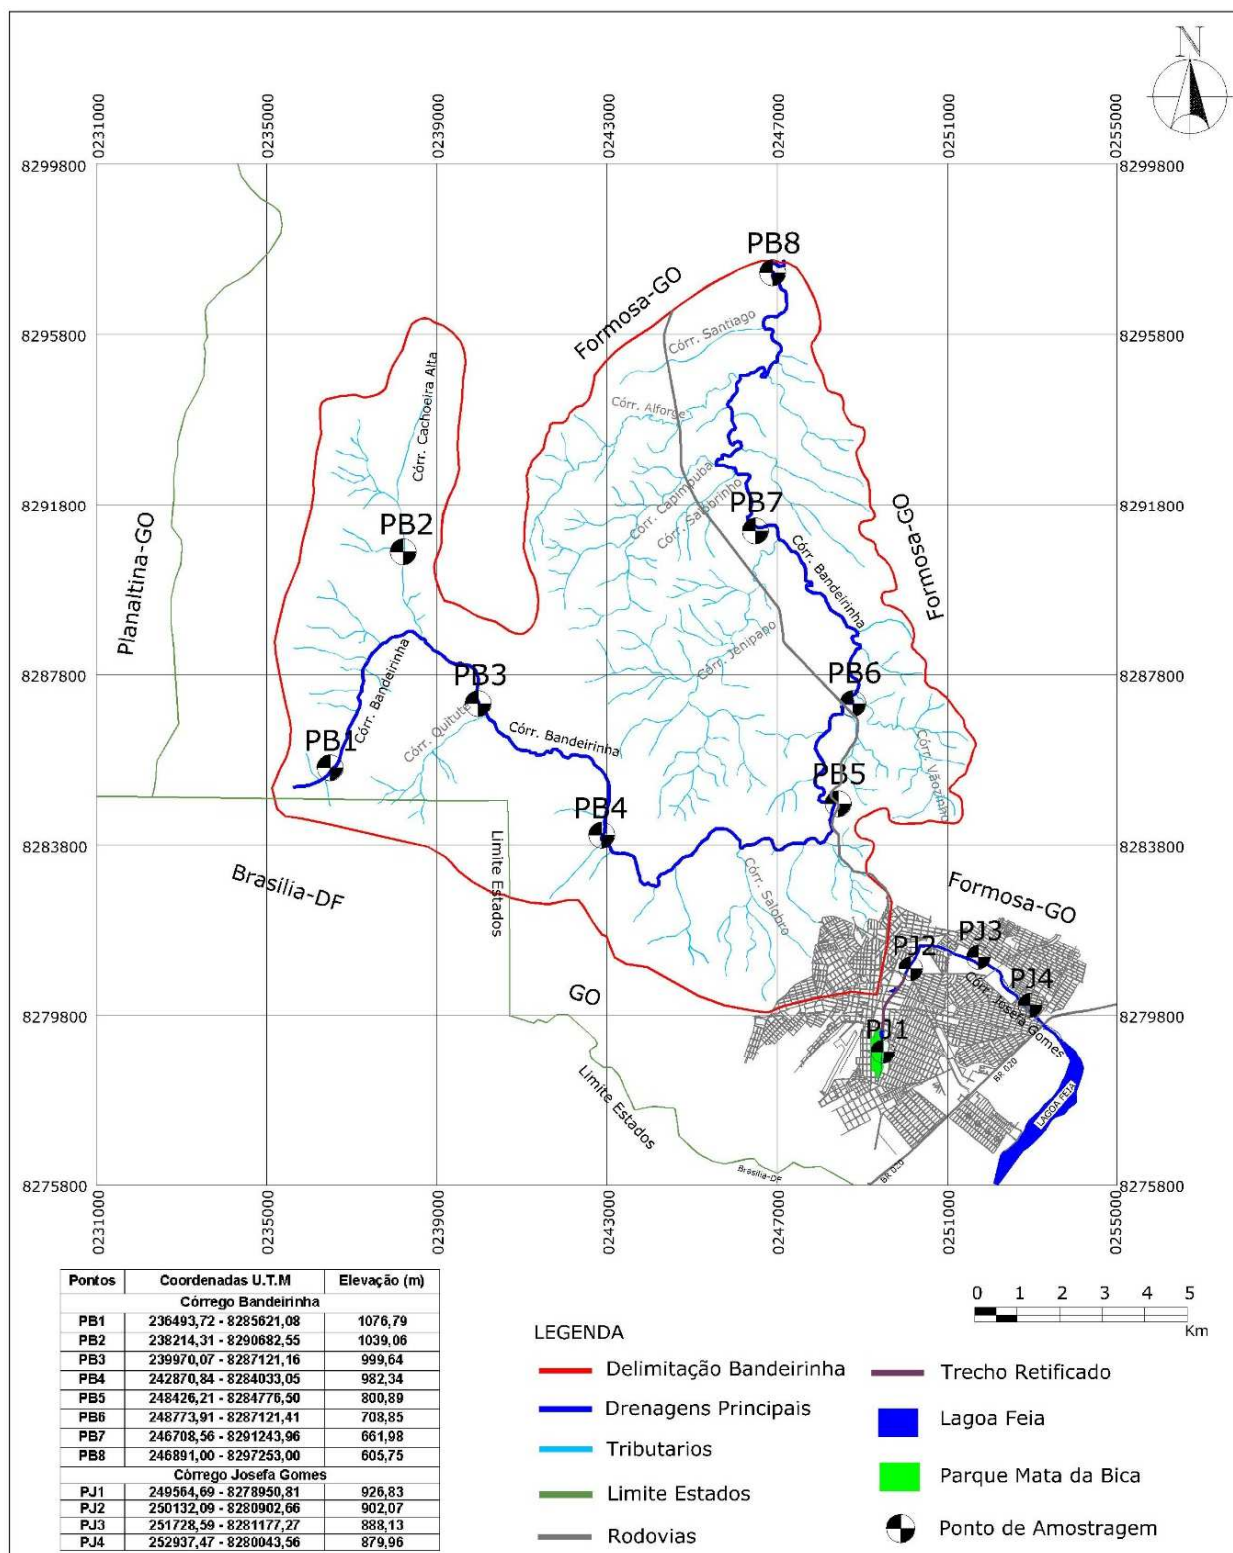 N
0231000
0235000
0239000
0243000
0247000
0251000
0255000
8299800
8299800
PB8
Formosa-GO
Córr. Santiago
8295800
8295800
Córr. Cachoeira Alta
Córr. Alforge
Córr. Capimpuba
Córr. Salobrinho
8291800
8291800
PB7
PB2
Formosa-GO
Planaltina-GO
Córr. Bandeirinha
Córr. Jenipapo
Córr. Bandeirinha
8287800
8287800
PB3
PB6
Córr. Quitute
Córr. Bandeirinha
PB1
Córr. Vãozinho
PB5
PB4
8283800
8283800
Limite Estados
Brasília-DF
Córr. Salobro
Formosa-GO
PJ2
PJ3
PJ4
Córr. Josefa Gomes
GO
8279800
8279800
PJ1
BR 020
Limite Estados
LAGOA FEIA
Brasília-DF
BR 020
8275800
8275800
0231000
0235000
0239000
0243000
0247000
0251000
0255000
Pontos Coordenadas U.T.M Elevação (m)
Córrego Bandeirinha
PB1 236493,72 - 8285621,08 1076,79
PB2 238214,31 - 8290682,55 1039,06
PB3 239970,07 - 8287121,16 999,64
PB4 242870,84 - 8284033,05 982,34
PB5 248426,21 - 8284776,50 800,89
PB6 248773,91 - 8287121,41 708,85
PB7 246708,56 - 8291243,96 661,98
PB8 246891,00 - 8297253,00 605,75
Córrego Josefa Gomes
PJ1 249564,69 - 8278950,81 926,83
PJ2 250132,09 - 8280902,66 902,07
PJ3 251728,59 - 8281177,27 888,13
PJ4 252937,47 - 8280043,56 879,96
0 1 2 3 4 5
Km
LEGENDA
Delimitação Bandeirinha
Drenagens Principais
Tributarios
Limite Estados
Rodovias
Trecho Retificado
Lagoa Feia
Parque Mata da Bica
Ponto de Amostragem